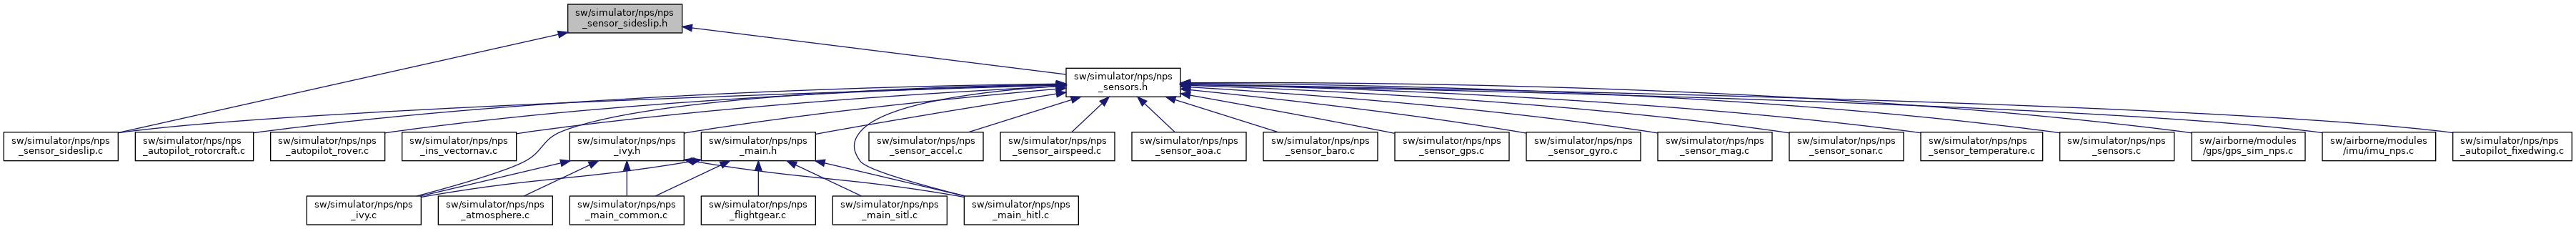 sw/simulator/nps/nps
_sensor_sideslip.h
sw/simulator/nps/nps
_sensors.h
sw/simulator/nps/nps
_sensor_sideslip.c
sw/simulator/nps/nps
_autopilot_rotorcraft.c
sw/simulator/nps/nps
_autopilot_rover.c
sw/simulator/nps/nps
_ins_vectornav.c
sw/simulator/nps/nps
_ivy.h
sw/simulator/nps/nps
_main.h
sw/simulator/nps/nps
_sensor_accel.c
sw/simulator/nps/nps
_sensor_airspeed.c
sw/simulator/nps/nps
_sensor_aoa.c
sw/simulator/nps/nps
_sensor_baro.c
sw/simulator/nps/nps
_sensor_gps.c
sw/simulator/nps/nps
_sensor_gyro.c
sw/simulator/nps/nps
_sensor_mag.c
sw/simulator/nps/nps
_sensor_sonar.c
sw/simulator/nps/nps
_sensor_temperature.c
sw/simulator/nps/nps
_sensors.c
sw/airborne/modules
/gps/gps_sim_nps.c
sw/airborne/modules
/imu/imu_nps.c
sw/simulator/nps/nps
_autopilot_fixedwing.c
sw/simulator/nps/nps
_ivy.c
sw/simulator/nps/nps
_atmosphere.c
sw/simulator/nps/nps
_main_common.c
sw/simulator/nps/nps
_flightgear.c
sw/simulator/nps/nps
_main_sitl.c
sw/simulator/nps/nps
_main_hitl.c